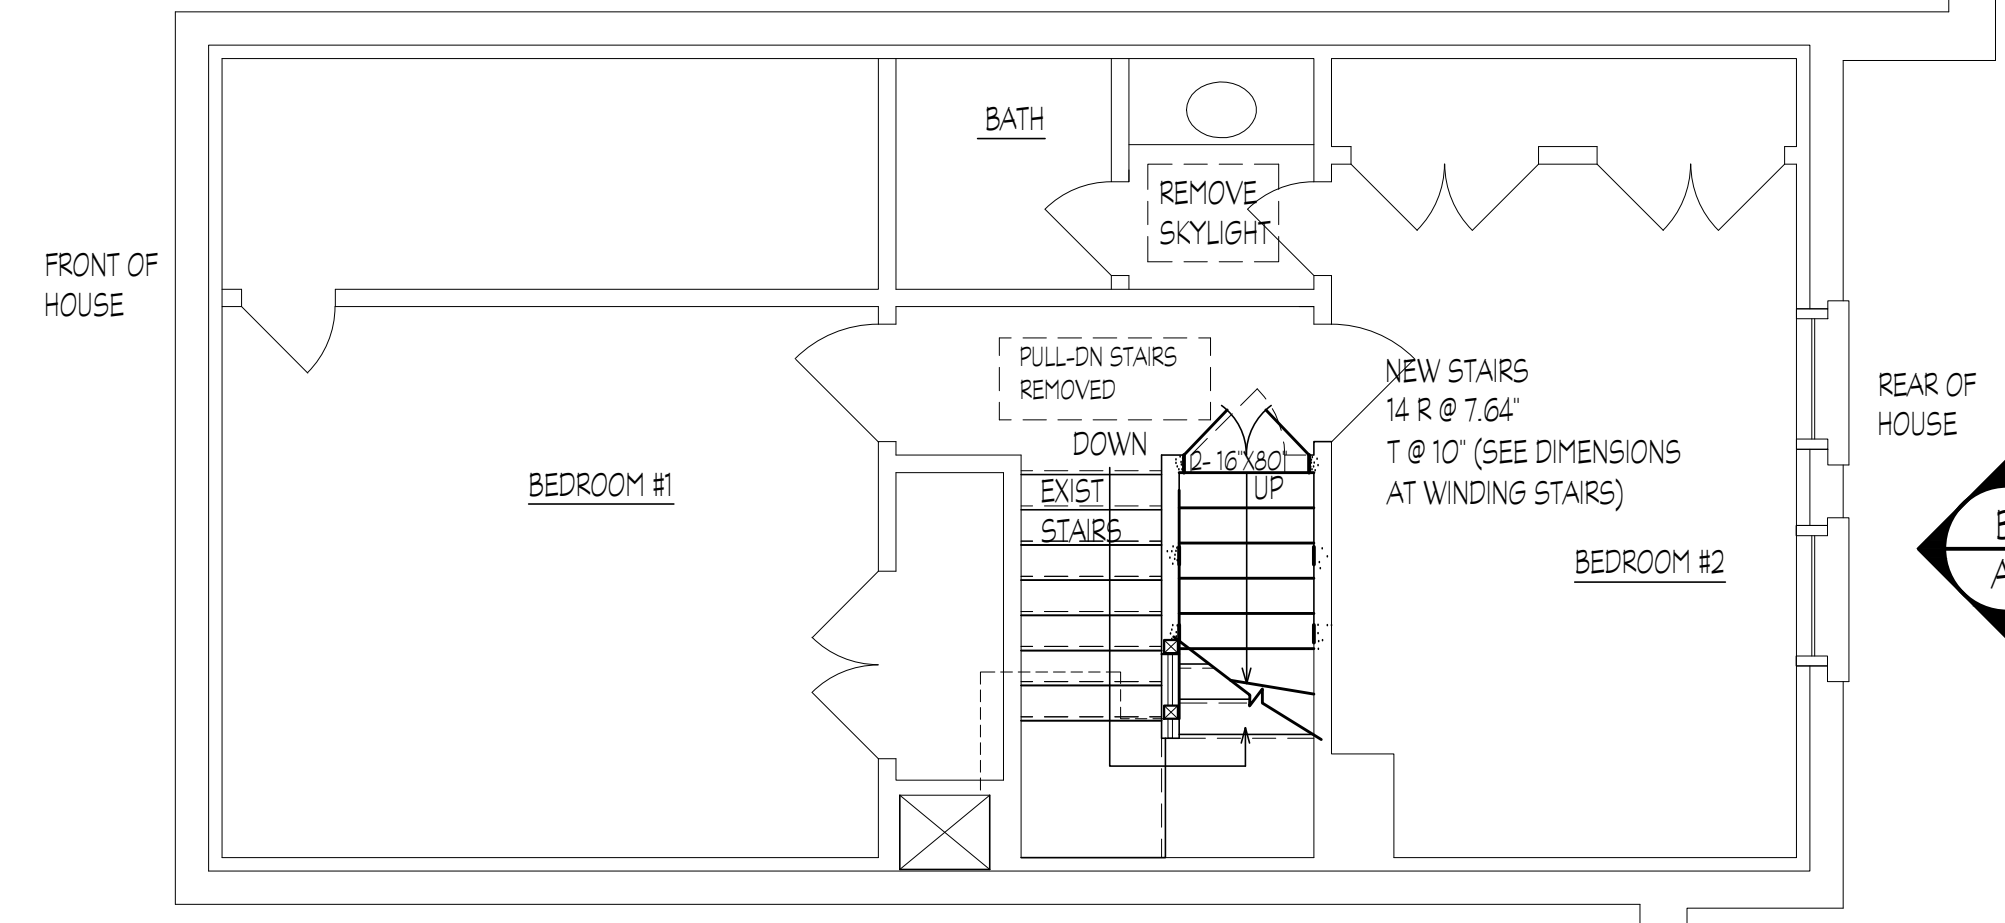 BATH
REMOVE
SKYLIGHT
FRONT OF
HOUSE
PULL-DN STAIRS
REMOVED
NEW STAIRS
14 R @ 7.64"
T @ 10" (SEE DIMENSIONS
AT WINDING STAIRS)
REAR OF
HOUSE
DOWN
2- 16"X80"
UP
EXIST
STAIRS
BEDROOM #1
BEDROOM #2